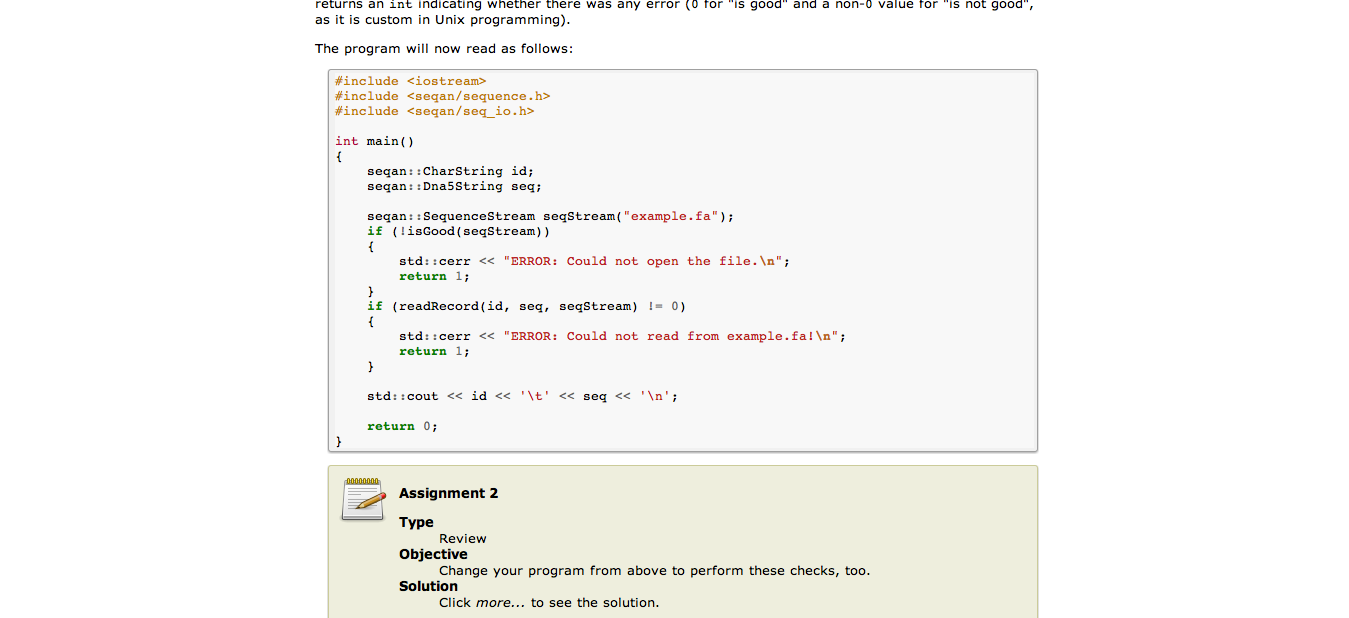 returns an int indicating whether there was any error (0 for "is good" and a non-0 value for "is not good",
as it is custom in Unix programming).
The program will now read as follows:
#include <iostream>
#include <seqan/sequence.h>
#include <seqan/seq_io.h>
int main()
{
    seqan::CharString id;
    seqan::Dna5String seq;
    seqan::SequenceStream seqStream("example.fa");
    if (!isGood(seqStream))
    {
        std::cerr << "ERROR: Could not open the file.\n";
        return 1;
    }
    if (readRecord(id, seq, seqStream) != 0)
    {
        std::cerr << "ERROR: Could not read from example.fa!\n";
        return 1;
    }
    std::cout << id << '\t' << seq << '\n';
    return 0;
}
Assignment 2
Type
Review
Objective
Change your program from above to perform these checks, too.
Solution
Click more... to see the solution.